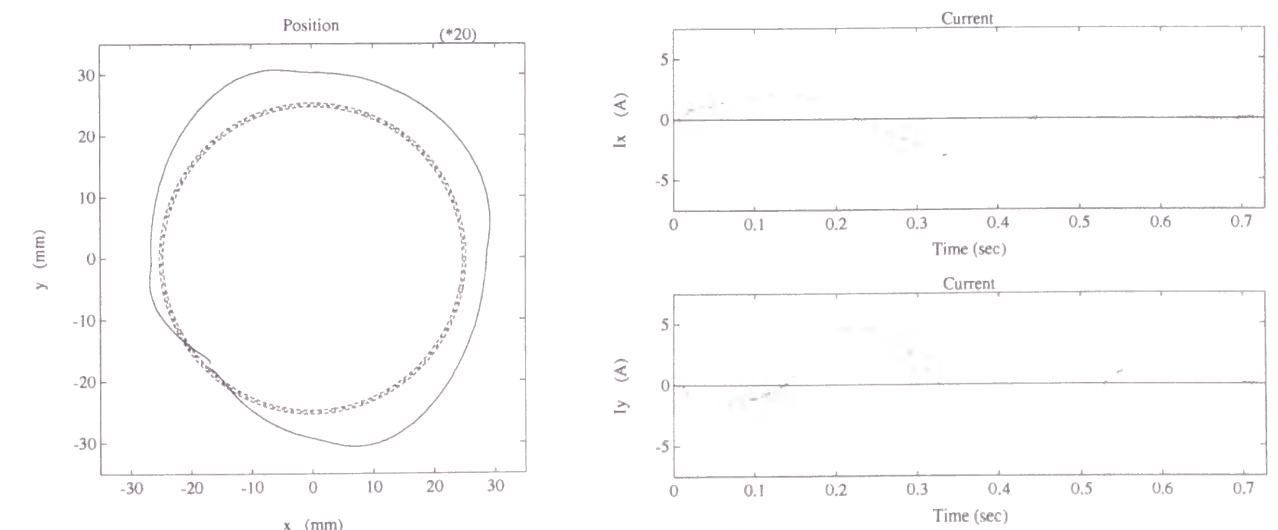 Position
(*20)
30
20
10
0
-10
-20
-30
y (mm)
-30 -20 -10 0 10 20 30
x (mm)
Current
5
0
-5
Ix (A)
0 0.1 0.2 0.3 0.4 0.5 0.6 0.7
Time (sec)
Current
5
0
-5
Iy (A)
0 0.1 0.2 0.3 0.4 0.5 0.6 0.7
Time (sec)